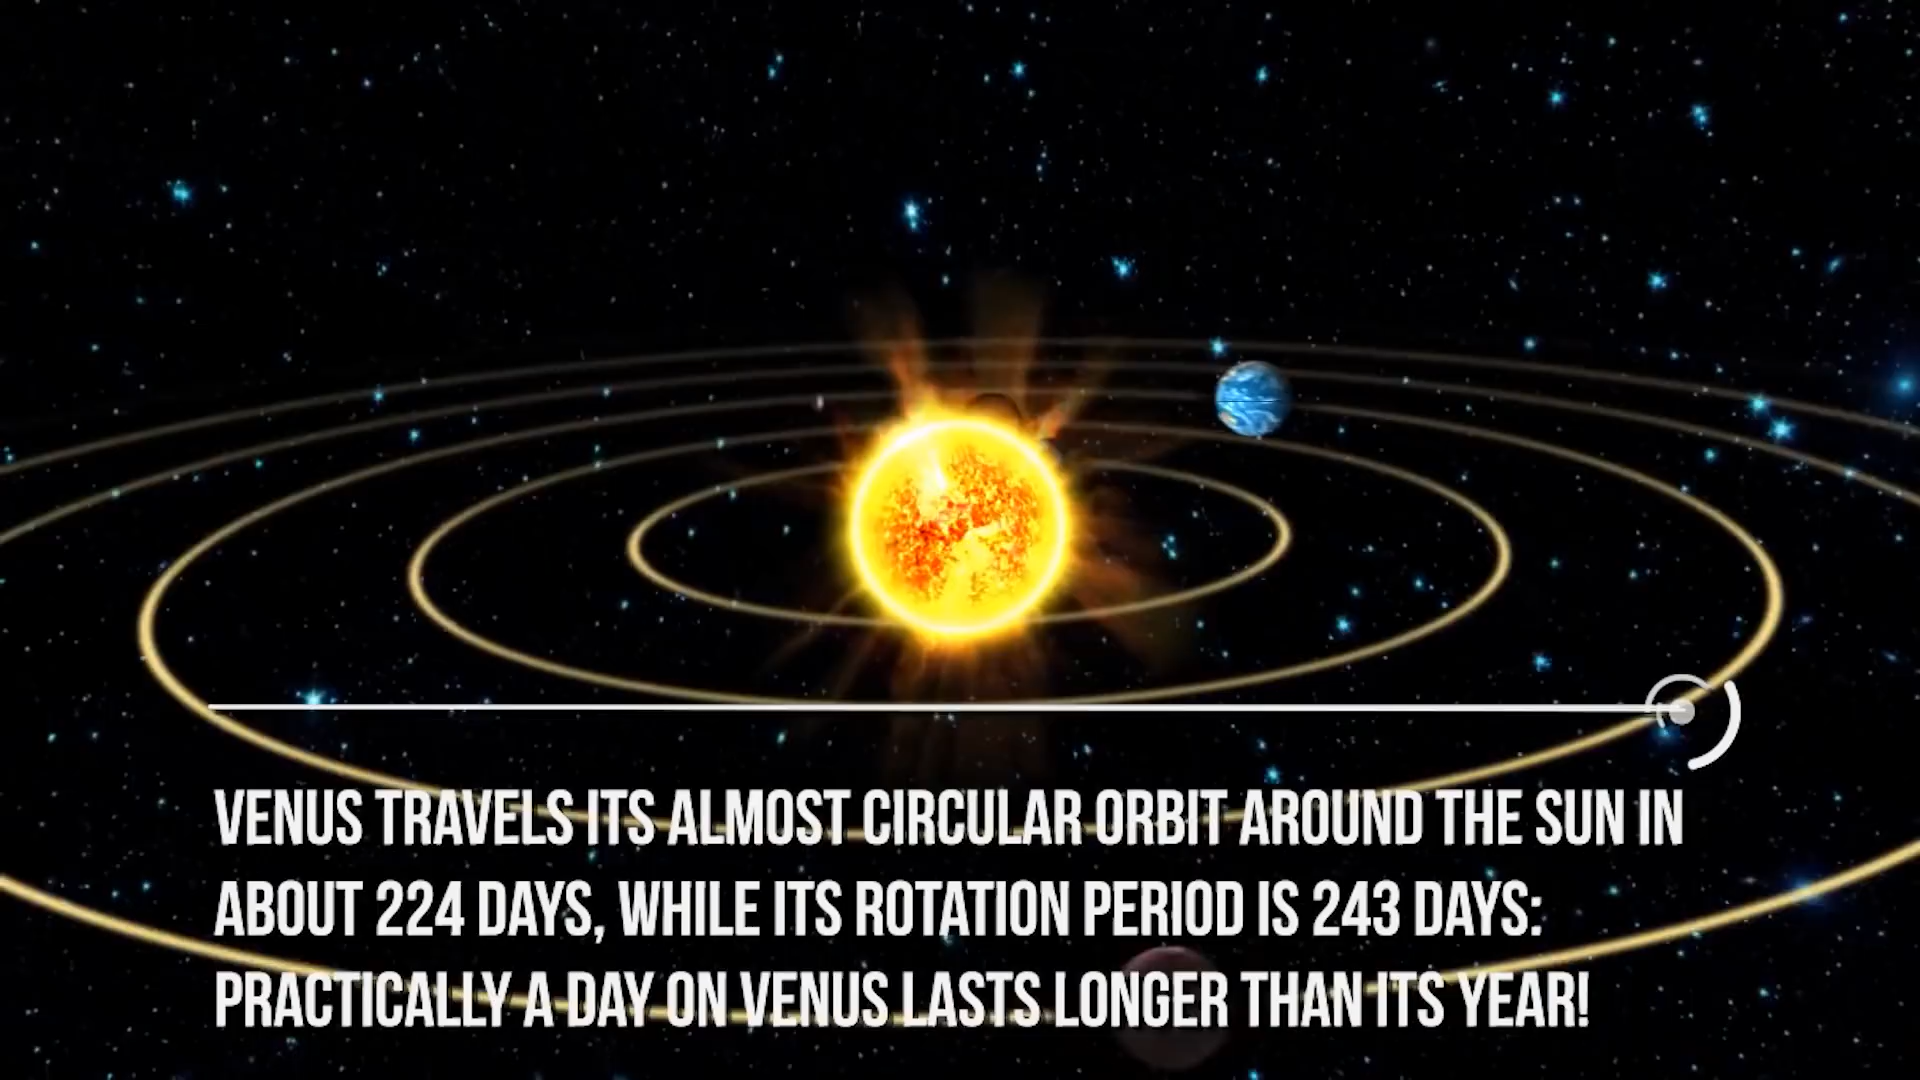 VENUS TRAVELS ITS ALMOST CIRCULAR ORBIT AROUND THE SUN IN
ABOUT 224 DAYS, WHILE ITS ROTATION PERIOD IS 243 DAYS:
PRACTICALLY A DAY ON VENUS LASTS LONGER THAN ITS YEAR!